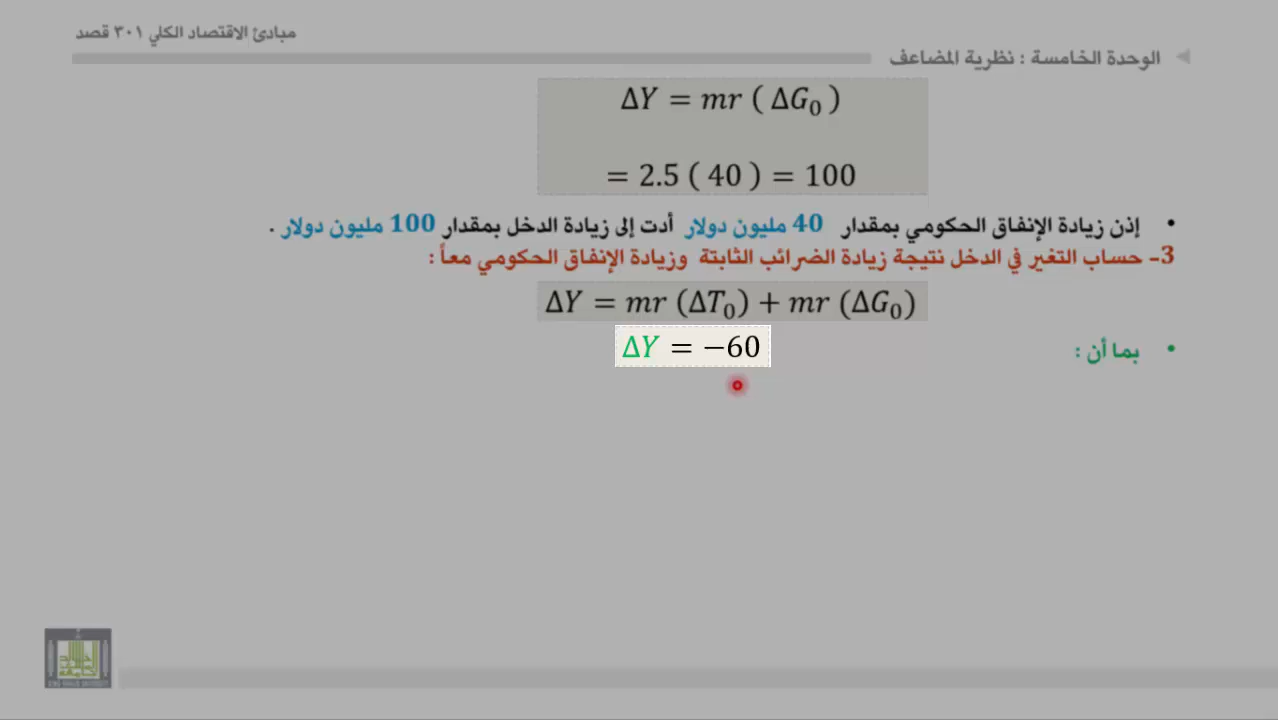 مبادئ الاقتصاد الكلي ٣٠١ قصد
الوحدة الخامسة : نظرية المضاعف
ΔY = mr ( ΔG₀ )
= 2.5 ( 40 ) = 100
• إذن زيادة الإنفاق الحكومي بمقدار 40 مليون دولار أدت إلى زيادة الدخل بمقدار 100 مليون دولار .
3- حساب التغير في الدخل نتيجة زيادة الضرائب الثابتة وزيادة الإنفاق الحكومي معاً :
ΔY = mr (ΔT₀) + mr (ΔG₀)
• بما أن :
ΔY = −60